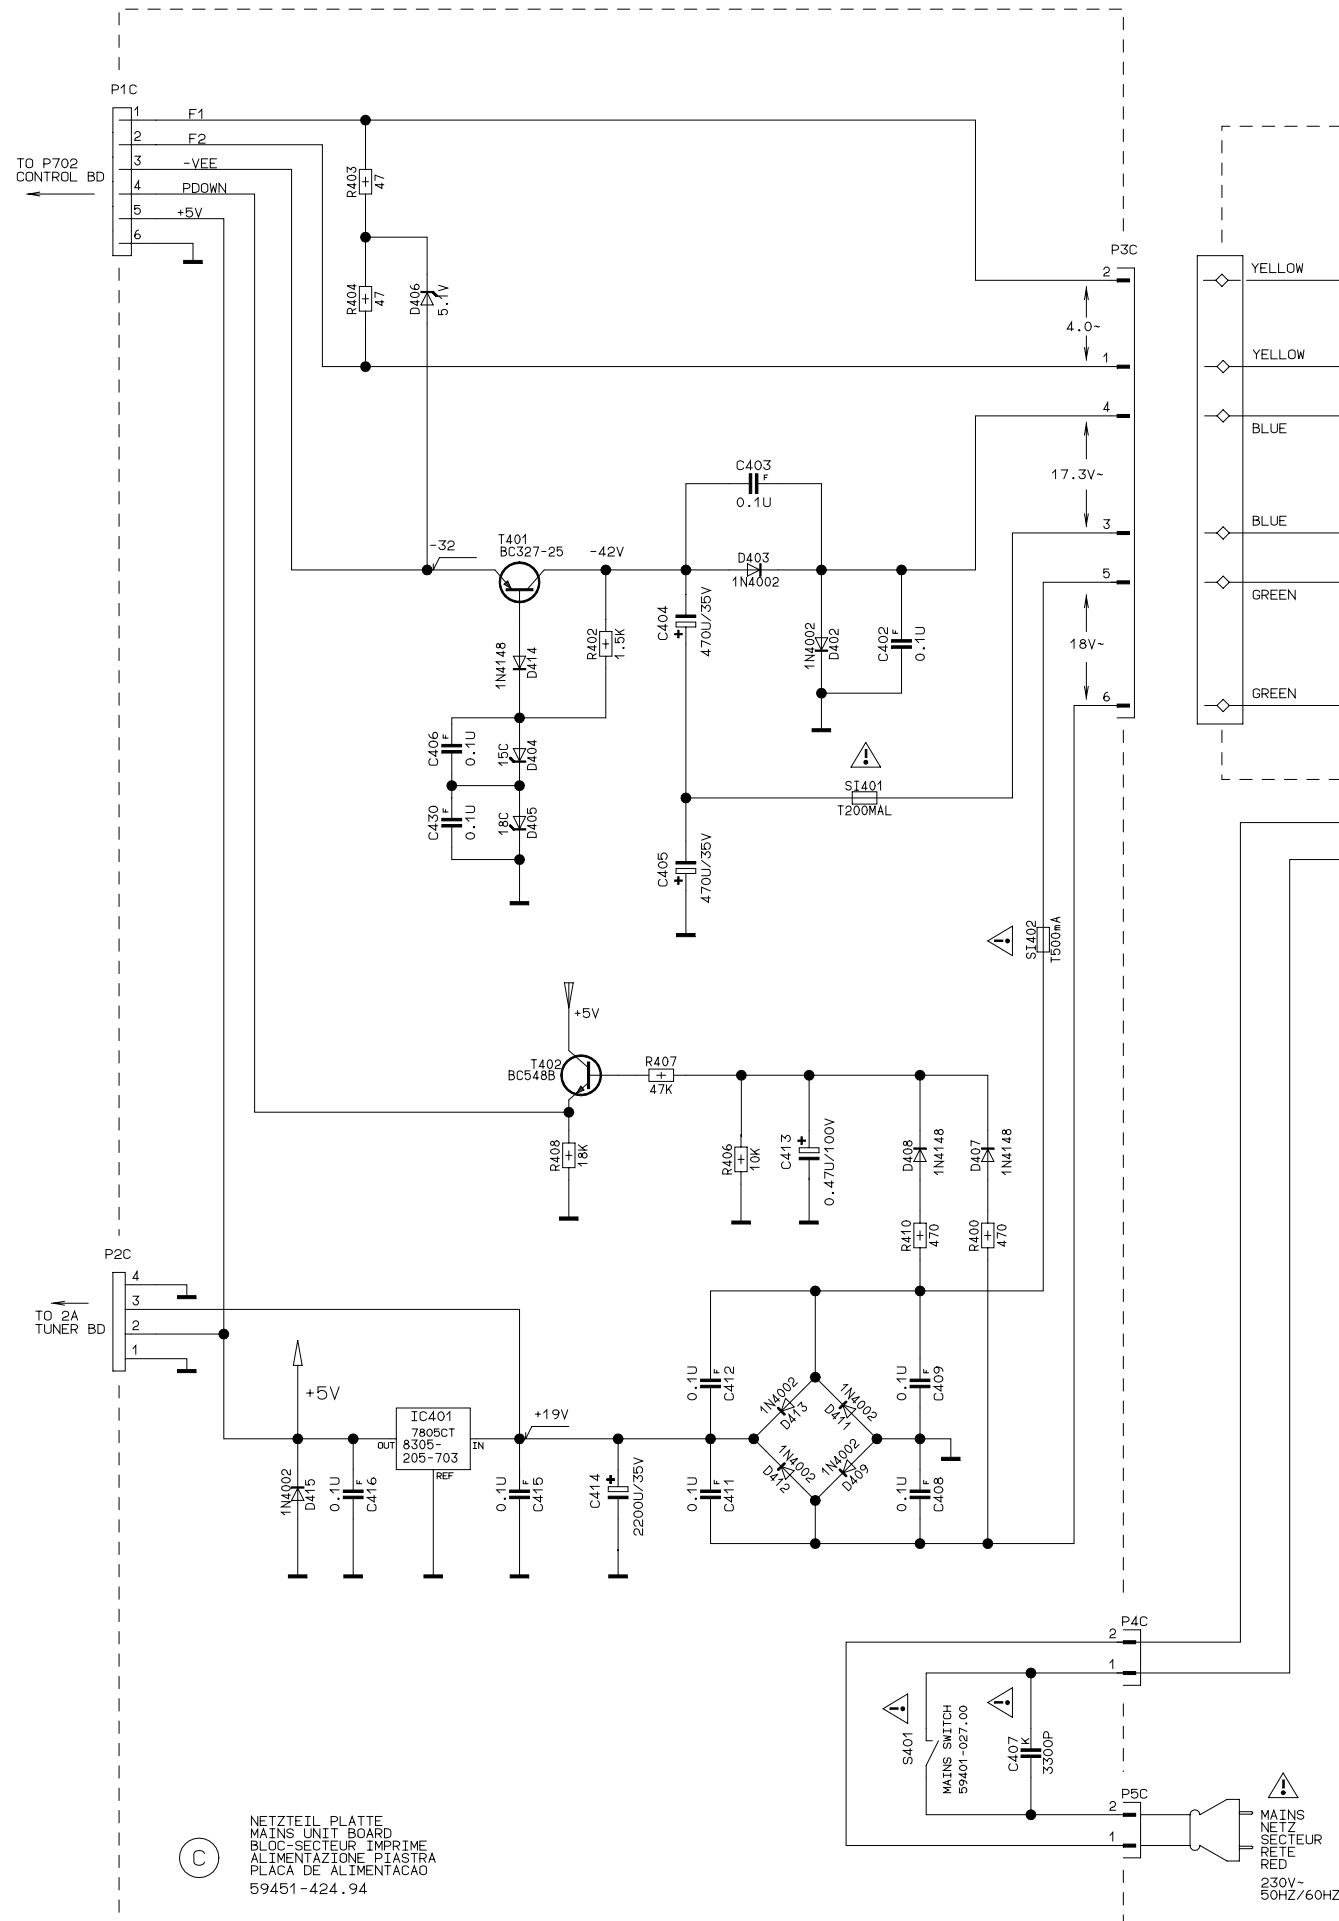 P1C
1
F1
2
F2
3
-VEE
4
PDOWN
5
+5V
6
TO P702
CONTROL BD
R403
47
R404
47
D406
5.1V
P3C
2
4.0~
1
4
17.3V~
3
5
18V~
6
YELLOW
YELLOW
BLUE
BLUE
GREEN
GREEN
C403
F
0.1U
-32
T401
BC327-25
-42V
D403
1N4002
R402
1.5K
C404
+
470U/35V
1N4002
D402
C402
F
0.1U
1N4148
D414
C406
F
0.1U
15C
D404
C430
F
0.1U
18C
D405
SI401
T200MAL
C405
+
470U/35V
SI402
T500mA
+5V
T402
BC548B
R407
47K
R408
18K
R406
10K
C413
+
0.47U/100V
D408
1N4148
D407
1N4148
R410
470
R400
470
P2C
4
3
2
1
TO 2A
TUNER BD
+5V
IC401
7805CT
8305-
205-703
OUT
IN
REF
+19V
1N4002
D415
0.1U
F
C416
0.1U
F
C415
C414
+
2200U/35V
0.1U
F
C412
0.1U
F
C411
1N4002
D413
1N4002
D411
1N4002
D412
1N4002
D409
0.1U
F
C409
0.1U
F
C408
P4C
2
1
S401
MAINS SWITCH
59401-027.00
C407
K
3300P
P5C
2
1
MAINS
NETZ
SECTEUR
RETE
RED
230V~
50HZ/60HZ
C
NETZTEIL PLATTE
MAINS UNIT BOARD
BLOC-SECTEUR IMPRIME
ALIMENTAZIONE PIASTRA
PLACA DE ALIMENTACAO
59451-424.94